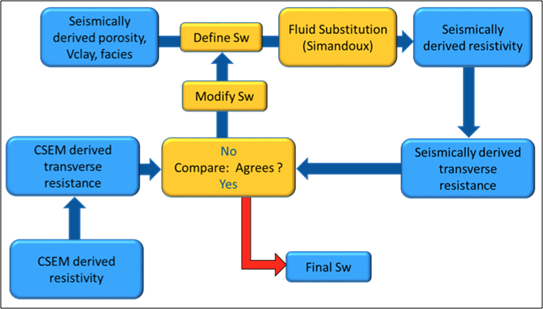 Seismically
derived porosity,
Vclay, facies
Define Sw
Fluid Substitution
(Simandoux)
Seismically
derived resistivity
Modify Sw
CSEM derived
transverse
resistance
No
Compare: Agrees ?
Yes
Seismically derived
transverse
resistance
CSEM derived
resistivity
Final Sw